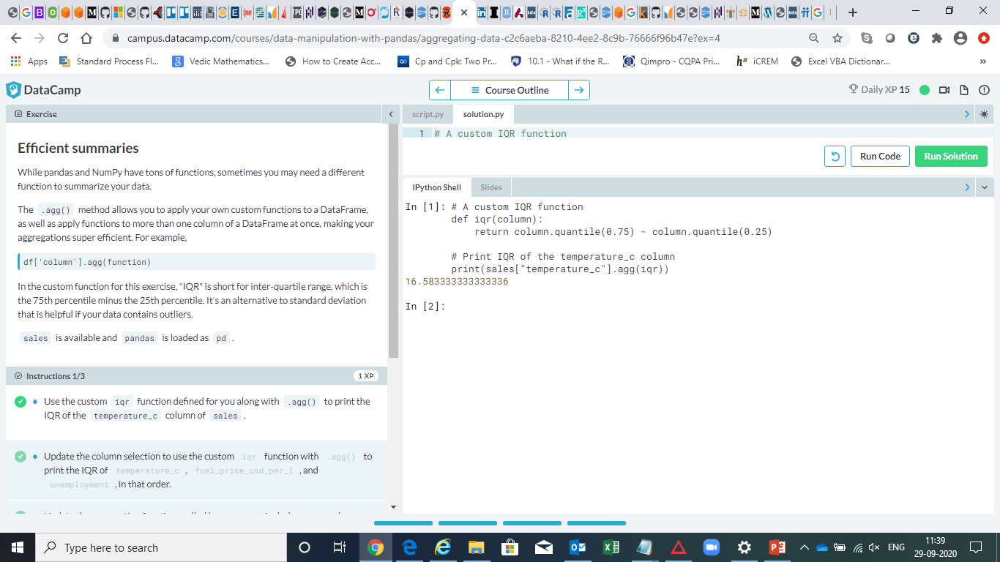 campus.datacamp.com/courses/data-manipulation-with-pandas/aggregating-data-c2c6aeba-8210-4ee2-8c9b-76666f96b47e?ex=4
Apps Standard Process Fl... Vedic Mathematics... How to Create Acc... Cp and Cpk: Two Pr... 10.1 - What if the R... Qimpro - CQPA Pri... iCREM Excel VBA Dictionar...
DataCamp Course Outline Daily XP 15
Exercise
script.py solution.py
Efficient summaries
While pandas and NumPy have tons of functions, sometimes you may need a different
function to summarize your data.
The .agg() method allows you to apply your own custom functions to a DataFrame,
as well as apply functions to more than one column of a DataFrame at once, making your
aggregations super efficient. For example,
df['column'].agg(function)
In the custom function for this exercise, "IQR" is short for inter-quartile range, which is
the 75th percentile minus the 25th percentile. It's an alternative to standard deviation
that is helpful if your data contains outliers.
sales is available and pandas is loaded as pd .
Instructions 1/3 1 XP
Use the custom iqr function defined for you along with .agg() to print the
IQR of the temperature_c column of sales .
Update the column selection to use the custom iqr function with .agg() to
print the IQR of temperature_c , fuel_price_usd_per_l , and
unemployment , in that order.
1 # A custom IQR function
Run Code Run Solution
IPython Shell Slides
In [1]: # A custom IQR function
def iqr(column):
return column.quantile(0.75) - column.quantile(0.25)
# Print IQR of the temperature_c column
print(sales["temperature_c"].agg(iqr))
16.583333333333336
In [2]:
Type here to search
ENG
11:39
29-09-2020